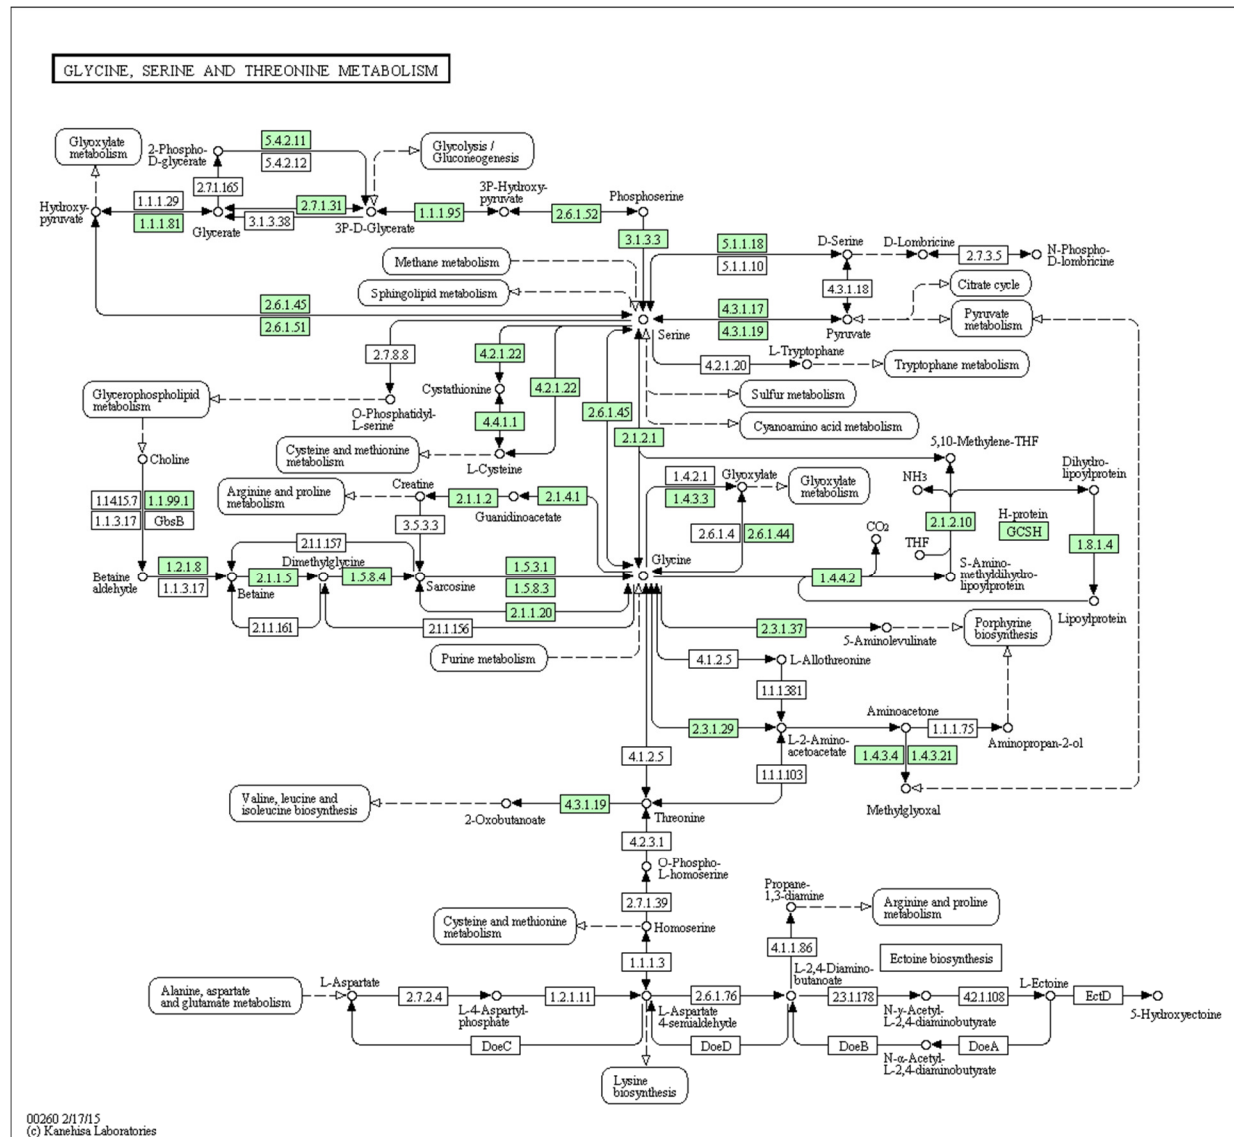 GLYCINE, SERINE AND THREONINE METABOLISM
Glyoxylate
metabolism
2-Phospho-
D-glycerate
5.4.2.11
5.4.2.12
Glycolysis /
Gluconeogenesis
2.7.1.165
3P-Hydroxy-
pyruvate
Phosphoserine
Hydroxy-
pyruvate
1.1.1.29
1.1.1.81
Glycerate
2.7.1.31
3.1.3.38
3P-D-Glycerate
1.1.1.95
2.6.1.52
3.1.3.3
Methane metabolism
Sphingolipid metabolism
5.1.1.18
5.1.1.10
D-Serine
D-Lombricine
2.7.3.5
N-Phospho-
D-lombricine
4.3.1.18
Citrate cycle
2.6.1.45
2.6.1.51
Serine
4.3.1.17
4.3.1.19
Pyruvate
Pyruvate
metabolism
2.7.8.8
4.2.1.22
Cystathionine
4.2.1.22
4.2.1.20
L-Tryptophane
Tryptophane metabolism
Glycerophospholipid
metabolism
O-Phosphatidyl-
L-serine
4.4.1.1
2.6.1.45
2.1.2.1
Sulfur metabolism
Cyanoamino acid metabolism
Cysteine and methionine
metabolism
L-Cysteine
5,10-Methylene-THF
Choline
1.14.15.7
1.1.99.1
1.1.3.17
GbsB
Arginine and proline
metabolism
Creatine
2.1.1.2
Guanidinoacetate
2.1.4.1
3.5.3.3
1.4.2.1
1.4.3.3
Glyoxylate
Glyoxylate
metabolism
2.6.1.4
2.6.1.44
NH3
Dihydro-
lipoylprotein
2.1.2.10
H-protein
GCSH
CO2
THF
1.8.1.4
2.1.1.157
Dimethylglycine
Betaine
aldehyde
1.2.1.8
1.1.3.17
Betaine
2.1.1.5
1.5.8.4
Sarcosine
1.5.3.1
1.5.8.3
2.1.1.20
Glycine
1.4.4.2
S-Amino-
methyldihydro-
lipoylprotein
Lipoylprotein
2.1.1.161
2.1.1.156
Purine metabolism
2.3.1.37
5-Aminolevulinate
Porphyrine
biosynthesis
4.1.2.5
L-Allothreonine
1.1.1.381
2.3.1.29
L-2-Amino-
acetoacetate
Aminoacetone
1.1.1.75
Aminopropan-2-ol
4.1.2.5
1.1.1.103
1.4.3.4
1.4.3.21
Methylglyoxal
Valine, leucine and
isoleucine biosynthesis
2-Oxobutanoate
4.3.1.19
Threonine
4.2.3.1
O-Phospho-
L-homoserine
2.7.1.39
Cysteine and methionine
metabolism
Homoserine
1.1.1.3
Propane-
1,3-diamine
Arginine and proline
metabolism
4.1.1.86
Ectoine biosynthesis
Alanine, aspartate
and glutamate metabolism
L-Aspartate
2.7.2.4
L-4-Aspartyl-
phosphate
1.2.1.11
L-Aspartate
4-semialdehyde
2.6.1.76
L-2,4-Diamino-
butanoate
2.3.1.178
N-γ-Acetyl-
L-2,4-diaminobutyrate
4.2.1.108
L-Ectoine
EctD
5-Hydroxyectoine
DoeC
DoeD
DoeB
N-α-Acetyl-
L-2,4-diaminobutyrate
DoeA
Lysine
biosynthesis
00260 2/17/15
(c) Kanehisa Laboratories